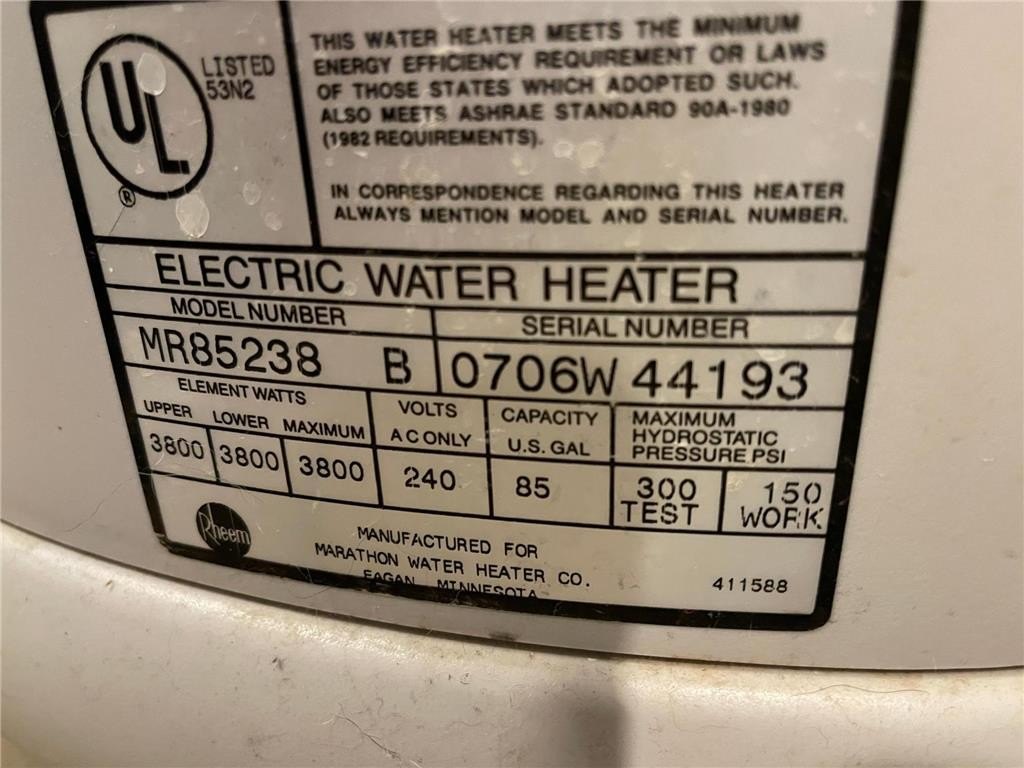 UL
®
LISTED
53N2
THIS WATER HEATER MEETS THE MINIMUM
ENERGY EFFICIENCY REQUIREMENT OR LAWS
OF THOSE STATES WHICH ADOPTED SUCH.
ALSO MEETS ASHRAE STANDARD 90A-1980
(1982 REQUIREMENTS).
IN CORRESPONDENCE REGARDING THIS HEATER
ALWAYS MENTION MODEL AND SERIAL NUMBER.
ELECTRIC WATER HEATER
MODEL NUMBER
MR85238 B
SERIAL NUMBER
0706W44193
ELEMENT WATTS
UPPER LOWER MAXIMUM
3800 3800 3800
VOLTS
AC ONLY
240
CAPACITY
U.S. GAL
85
MAXIMUM
HYDROSTATIC
PRESSURE PSI
300
TEST
150
WORK
Rheem
MANUFACTURED FOR
MARATHON WATER HEATER CO.
EAGAN MINNESOTA
411588